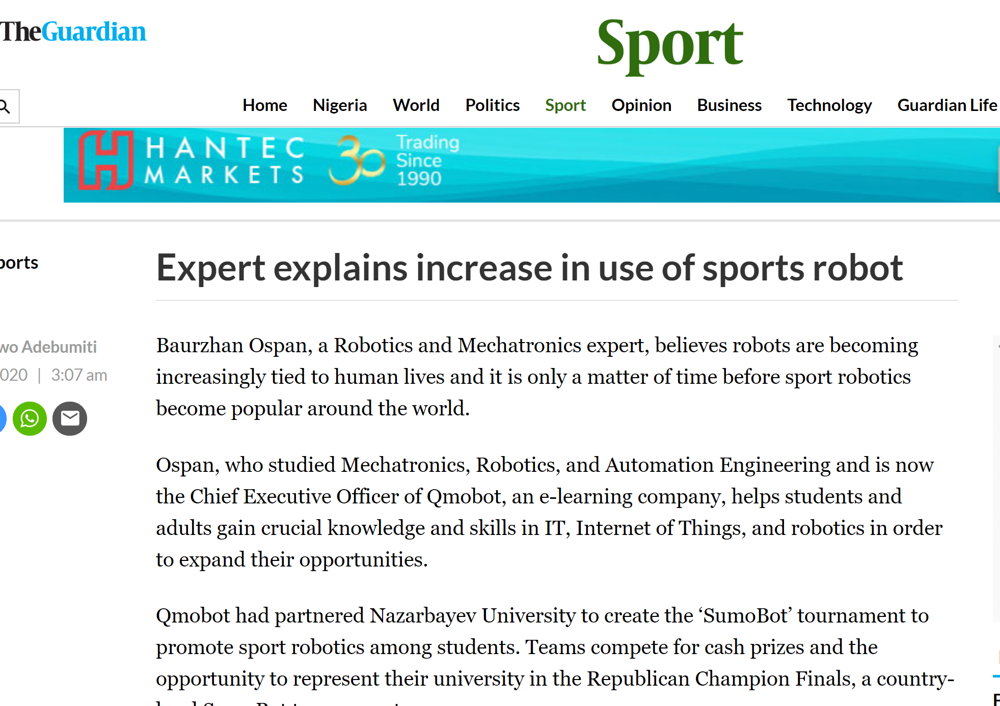 TheGuardian
Sport
Home Nigeria World Politics Sport Opinion Business Technology Guardian Life
HANTEC
MARKETS
30
Trading
Since
1990
ports
Expert explains increase in use of sports robot
wo Adebumiti
020 | 3:07 am
Baurzhan Ospan, a Robotics and Mechatronics expert, believes robots are becoming
increasingly tied to human lives and it is only a matter of time before sport robotics
become popular around the world.
Ospan, who studied Mechatronics, Robotics, and Automation Engineering and is now
the Chief Executive Officer of Qmobot, an e-learning company, helps students and
adults gain crucial knowledge and skills in IT, Internet of Things, and robotics in order
to expand their opportunities.
Qmobot had partnered Nazarbayev University to create the ‘SumoBot’ tournament to
promote sport robotics among students. Teams compete for cash prizes and the
opportunity to represent their university in the Republican Champion Finals, a country-